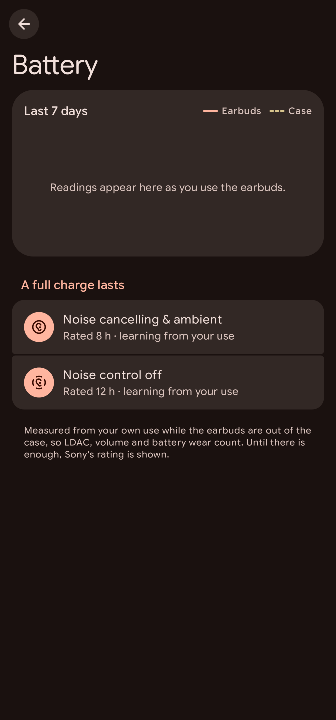 Battery
Last 7 days
Earbuds
Case
Readings appear here as you use the earbuds.
A full charge lasts
Noise cancelling & ambient
Rated 8 h · learning from your use
Noise control off
Rated 12 h · learning from your use
Measured from your own use while the earbuds are out of the
case, so LDAC, volume and battery wear count. Until there is
enough, Sony's rating is shown.